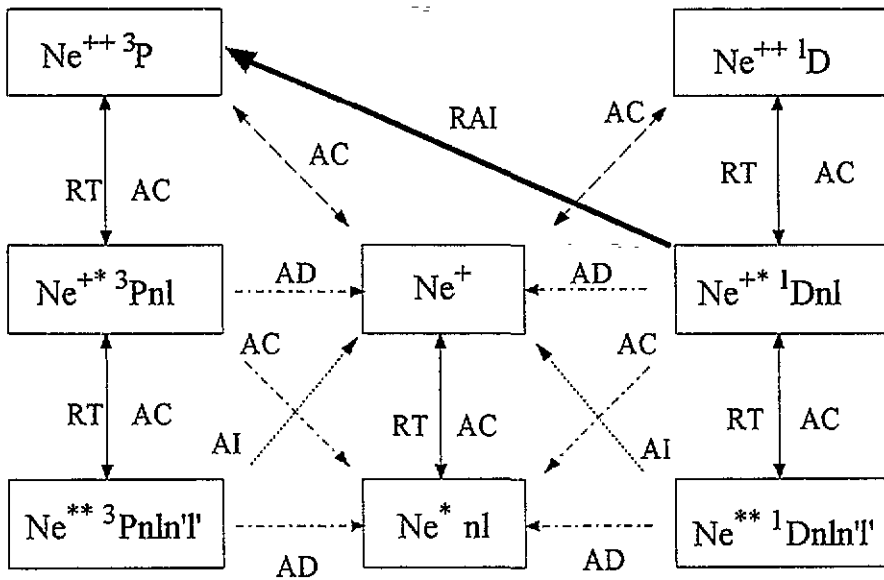 Ne++ 3P
Ne++ 1D
RAI
AC
AC
RT
AC
RT
AC
Ne+* 3Pnl
AD
Ne+
AD
Ne+* 1Dnl
AC
AC
RT
AC
AI
RT
AC
AI
RT
AC
Ne** 3Pnln'l'
Ne* nl
Ne** 1Dnln'l'
AD
AD